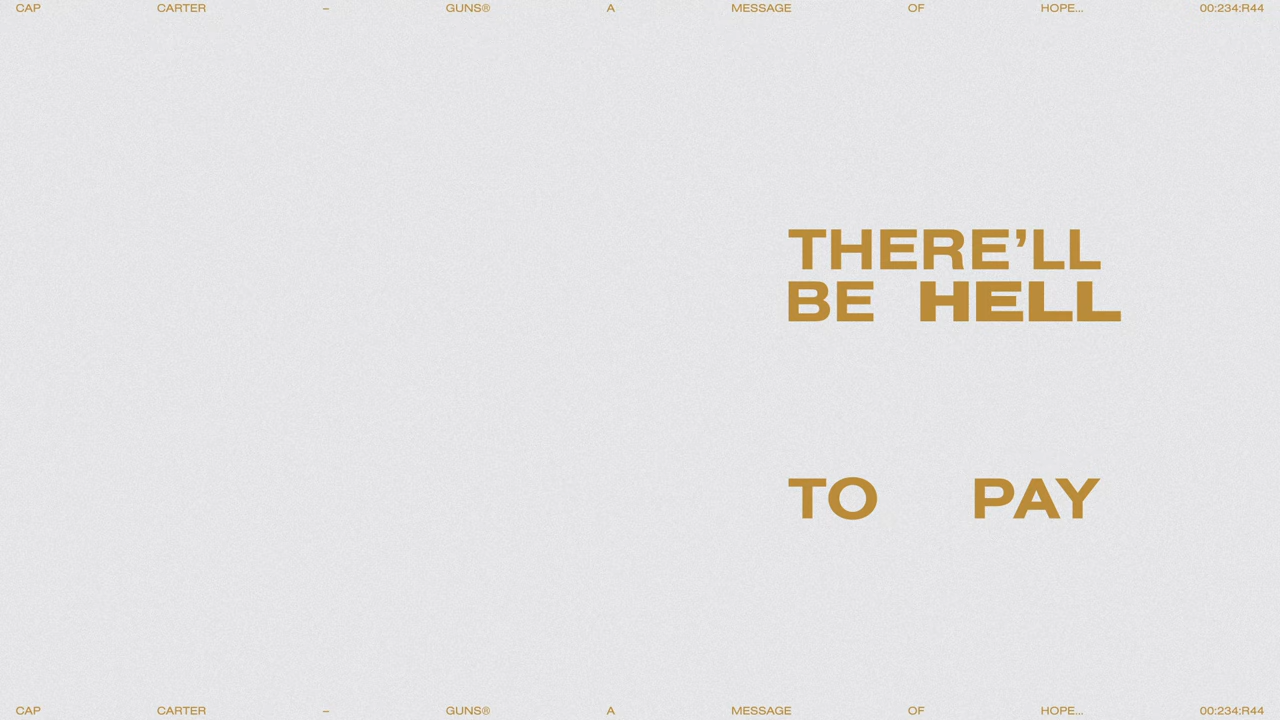 CAP CARTER – GUNS® A MESSAGE OF HOPE... 00:234:R44
THERE’LL
BE HELL
TO PAY
CAP CARTER – GUNS® A MESSAGE OF HOPE... 00:234:R44